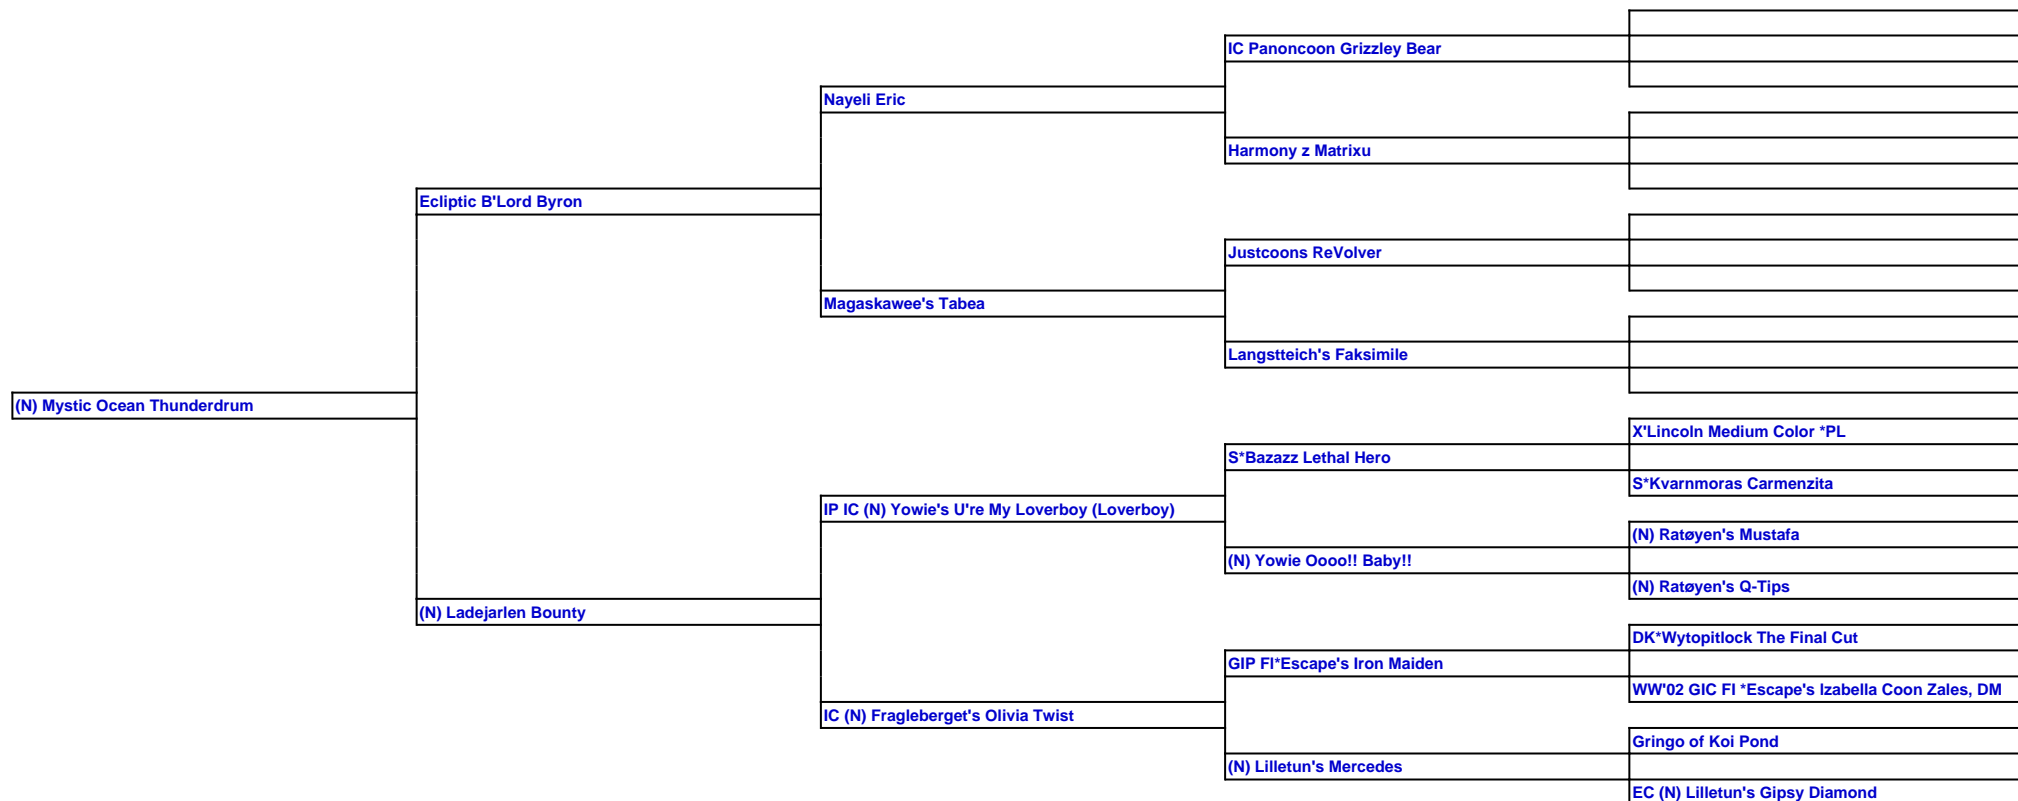 IC Panoncoon Grizzley Bear
Nayeli Eric
Harmony z Matrixu
Ecliptic B'Lord Byron
Justcoons ReVolver
Magaskawee's Tabea
Langstteich's Faksimile
(N) Mystic Ocean Thunderdrum
X'Lincoln Medium Color *PL
S*Bazazz Lethal Hero
S*Kvarnmoras Carmenzita
IP IC (N) Yowie's U're My Loverboy (Loverboy)
(N) Ratøyen's Mustafa
(N) Yowie Oooo!! Baby!!
(N) Ratøyen's Q-Tips
(N) Ladejarlen Bounty
DK*Wytopitlock The Final Cut
GIP FI*Escape's Iron Maiden
WW'02 GIC FI *Escape's Izabella Coon Zales, DM
IC (N) Fragleberget's Olivia Twist
Gringo of Koi Pond
(N) Lilletun's Mercedes
EC (N) Lilletun's Gipsy Diamond